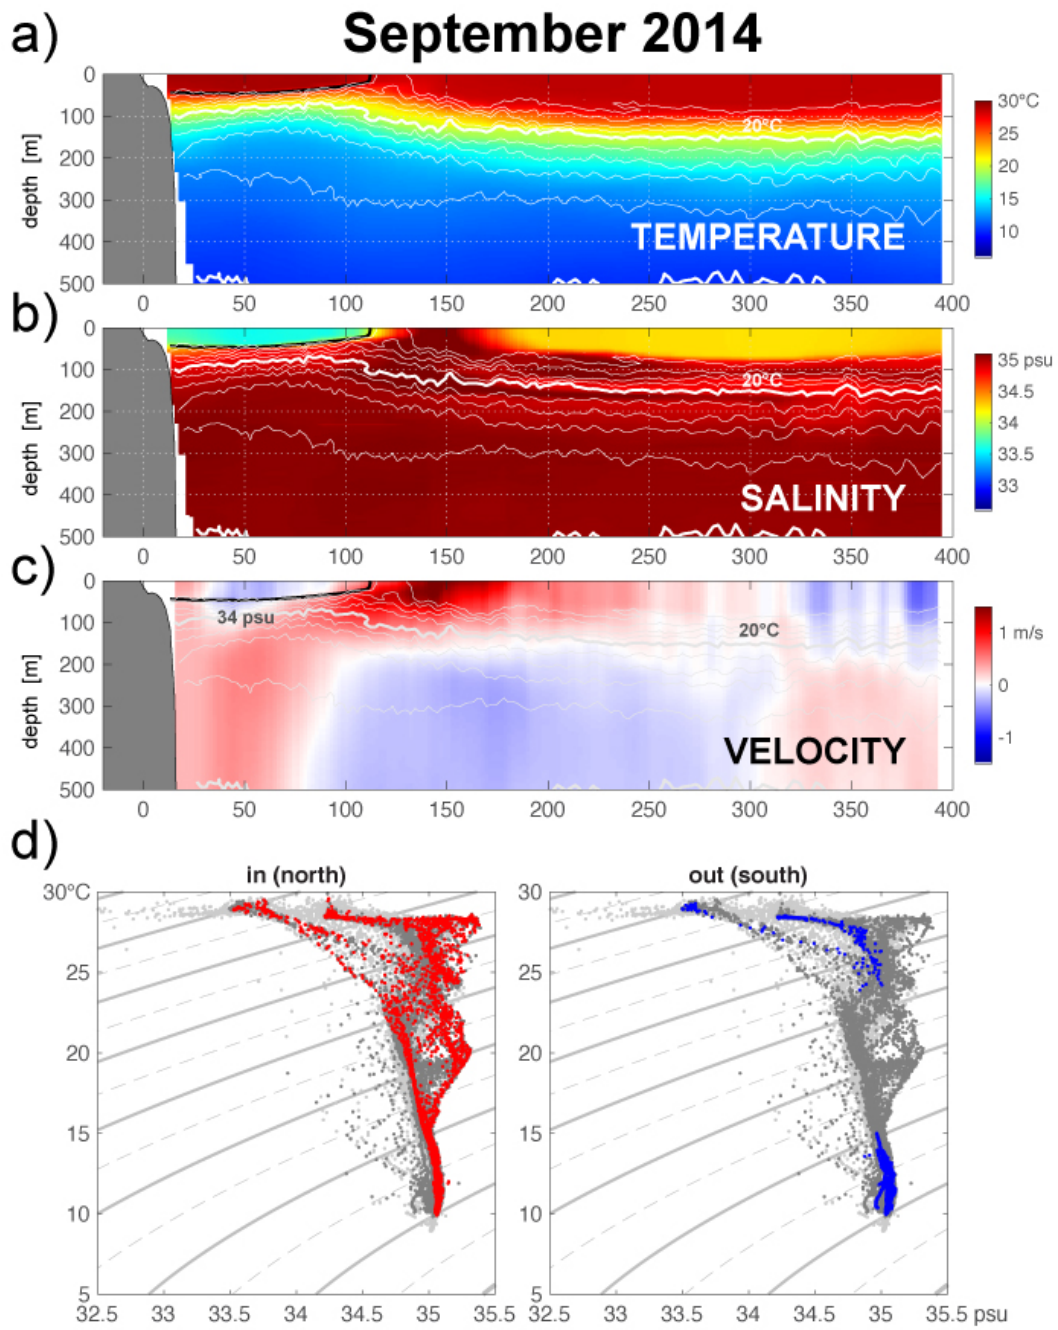 a) September 2014
0
100
200
300
400
500
depth [m]
20°C
TEMPERATURE
30°C
25
20
15
10
0 50 100 150 200 250 300 350 400
b)
0
100
200
300
400
500
depth [m]
20°C
SALINITY
35 psu
34.5
34
33.5
33
0 50 100 150 200 250 300 350 400
c)
0
100
200
300
400
500
depth [m]
34 psu
20°C
VELOCITY
1 m/s
0
-1
0 50 100 150 200 250 300 350 400
d)
in (north)
30°C
25
20
15
10
5
32.5 33 33.5 34 34.5 35 35.5
out (south)
30
25
20
15
10
5
32.5 33 33.5 34 34.5 35 35.5 psu